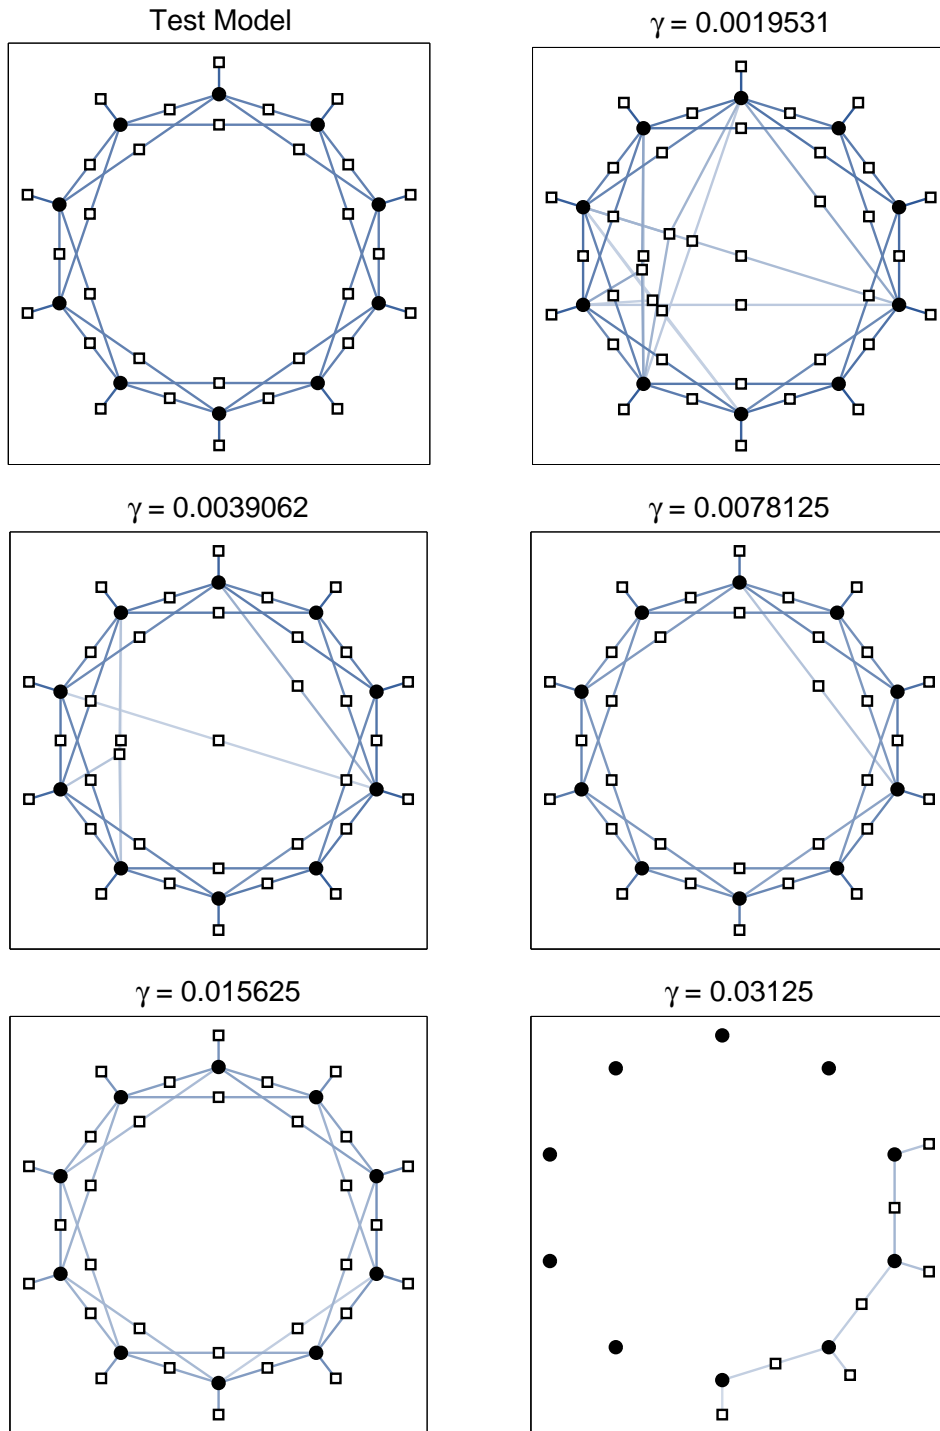 Test Model
γ = 0.0019531
γ = 0.0039062
γ = 0.0078125
γ = 0.015625
γ = 0.03125